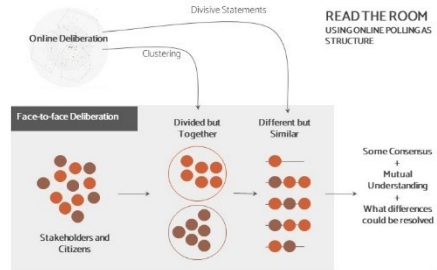 Divisive Statements
READ THE ROOM
USING ONLINE POLLING AS
STRUCTURE
Online Deliberation
Clustering
Face-to-face Deliberation
Divided but
Together
Different but
Similar
Stakeholders and
Citizens
Some Consensus
+
Mutual
Understanding
+
What differences
could be resolved